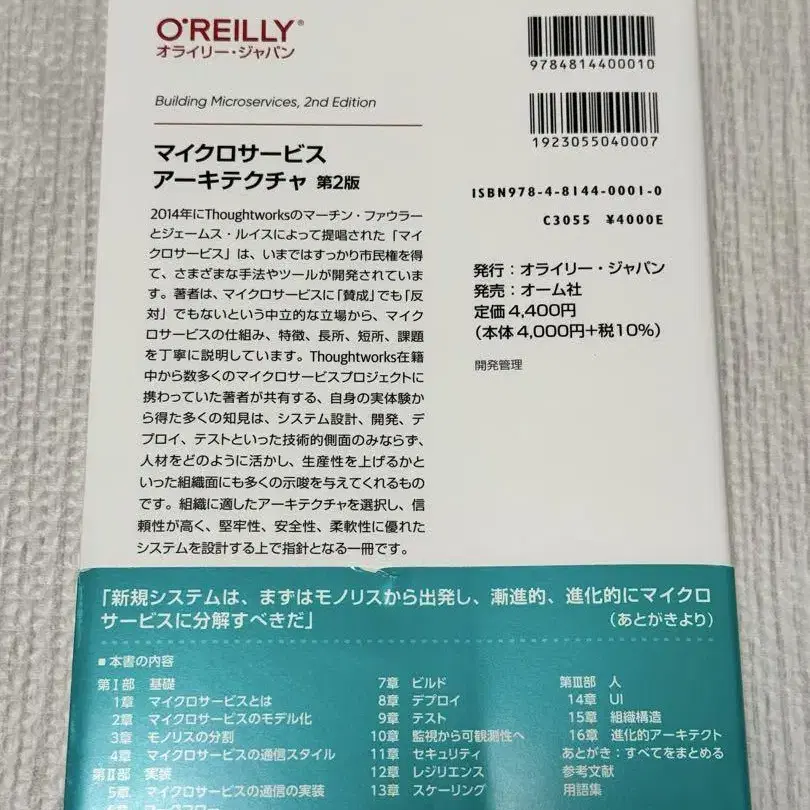 O'REILLY®
オライリー・ジャパン
9784814400010
1923055040007
Building Microservices, 2nd Edition
マイクロサービス
アーキテクチャ 第2版
ISBN978-4-8144-0001-0
C3055 ¥4000E
発行：オライリー・ジャパン
発売：オーム社
定価4,400円
（本体4,000円+税10%）
開発管理
2014年にThoughtworksのマーチン・ファウラー
とジェームス・ルイスによって提唱された「マイ
クロサービス」は、いまではすっかり市民権を得
て、さまざまな手法やツールが開発されていま
す。著者は、マイクロサービスに「賛成」でも「反
対」でもないという中立的な立場から、マイク
ロサービスの仕組み、特徴、長所、短所、課題
を丁寧に説明しています。Thoughtworks在籍
中から数多くのマイクロサービスプロジェクトに
携わっていた著者が共有する、自身の実体験か
ら得た多くの知見は、システム設計、開発、デ
プロイ、テストといった技術的側面のみならず、
人材をどのように活かし、生産性を上げるかと
いった組織面にも多くの示唆を与えてくれるもの
です。組織に適したアーキテクチャを選択し、信
頼性が高く、堅牢性、安全性、柔軟性に優れた
システムを設計する上で指針となる一冊です。
「新規システムは、まずはモノリスから出発し、漸進的、進化的にマイクロ
サービスに分解すべきだ」
（あとがきより）
■本書の内容
第Ⅰ部 基礎
1章 マイクロサービスとは
2章 マイクロサービスのモデル化
3章 モノリスの分割
4章 マイクロサービスの通信スタイル
第Ⅱ部 実装
5章 マイクロサービスの通信の実装
7章 ビルド
8章 デプロイ
9章 テスト
10章 監視から可観測性へ
11章 セキュリティ
12章 レジリエンス
13章 スケーリング
第Ⅲ部 人
14章 UI
15章 組織構造
16章 進化的アーキテクト
あとがき：すべてをまとめる
参考文献
用語集